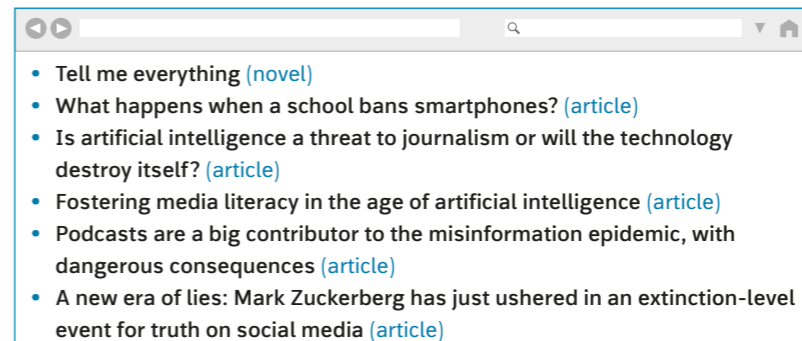 • Tell me everything (novel)
• What happens when a school bans smartphones? (article)
• Is artificial intelligence a threat to journalism or will the technology
destroy itself? (article)
• Fostering media literacy in the age of artificial intelligence (article)
• Podcasts are a big contributor to the misinformation epidemic, with
dangerous consequences (article)
• A new era of lies: Mark Zuckerberg has just ushered in an extinction-level
event for truth on social media (article)